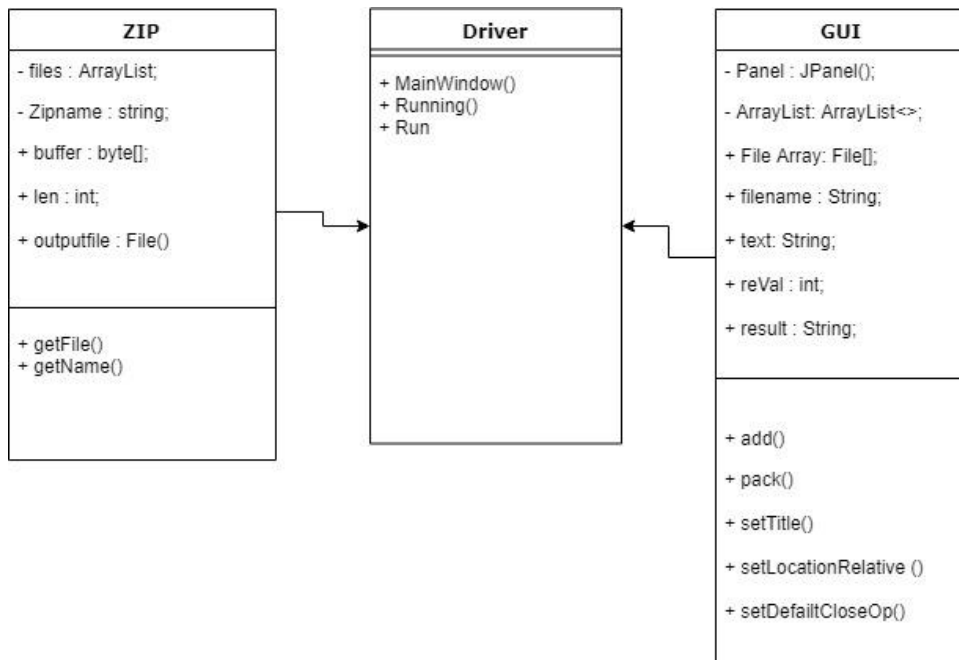 ZIP
- files : ArrayList;
- Zipname : string;
+ buffer : byte[];
+ len : int;
+ outputfile : File()
+ getFile()
+ getName()
Driver
+ MainWindow()
+ Running()
+ Run
GUI
- Panel : JPanel();
- ArrayList: ArrayList<>;
+ File Array: File[];
+ filename : String;
+ text: String;
+ reVal : int;
+ result : String;
+ add()
+ pack()
+ setTitle()
+ setLocationRelative ()
+ setDefailtCloseOp()